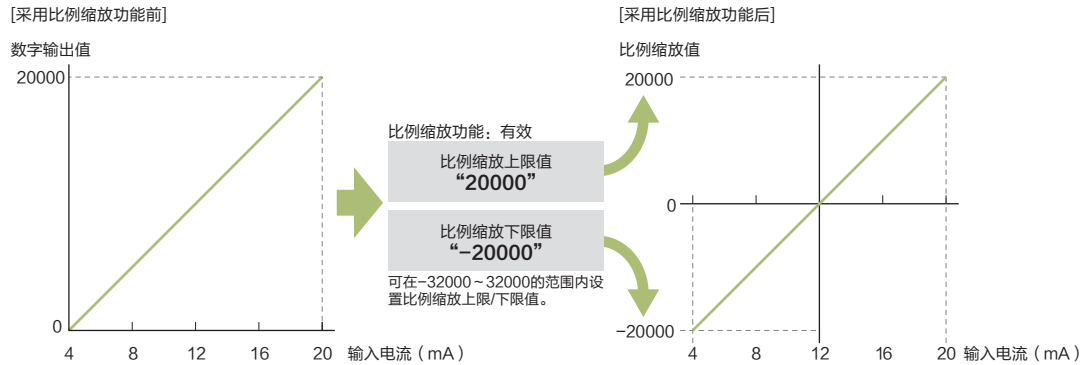 [采用比例缩放功能前]
数字输出值
20000
0
4 8 12 16 20 输入电流（mA）
比例缩放功能：有效
比例缩放上限值
“20000”
比例缩放下限值
“−20000”
可在−32000～32000的范围内设
置比例缩放上限/下限值。
[采用比例缩放功能后]
比例缩放值
20000
0
−20000
4 8 12 16 20 输入电流（mA）